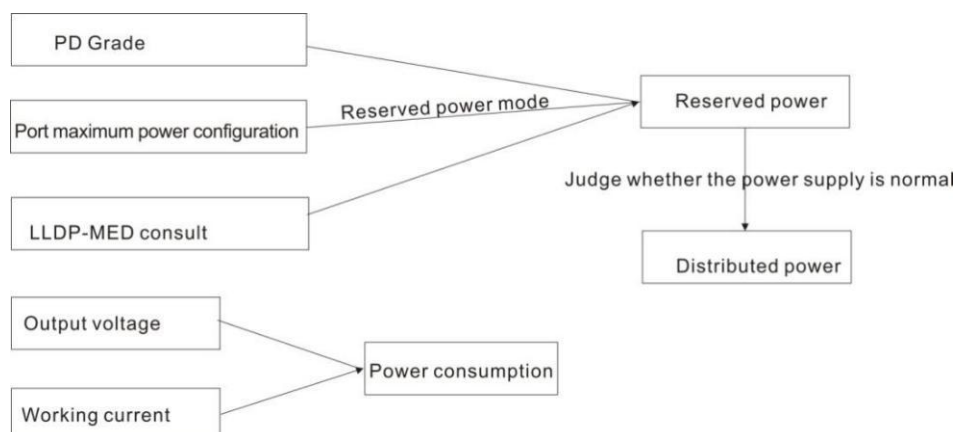 PD Grade
Port maximum power configuration
Reserved power mode
Reserved power
LLDP-MED consult
Judge whether the power supply is normal
Distributed power
Output voltage
Working current
Power consumption